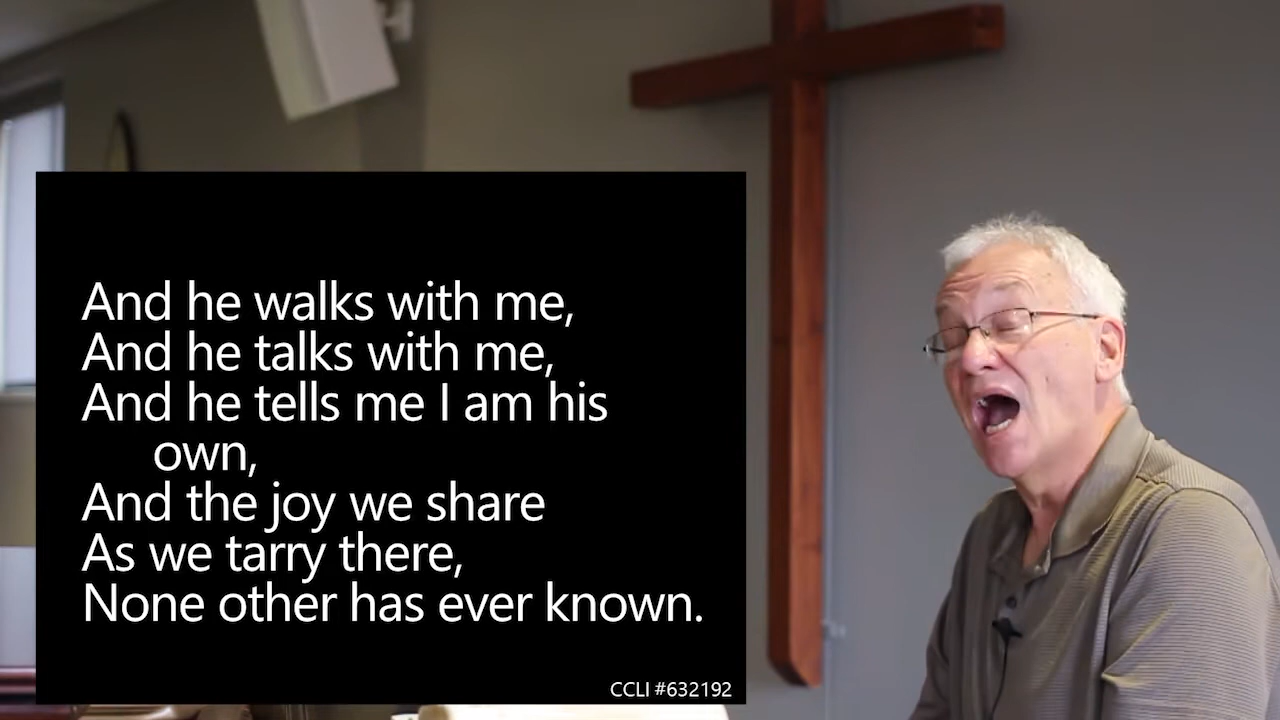 And he walks with me,
And he talks with me,
And he tells me I am his
own,
And the joy we share
As we tarry there,
None other has ever known.
CCLI #632192